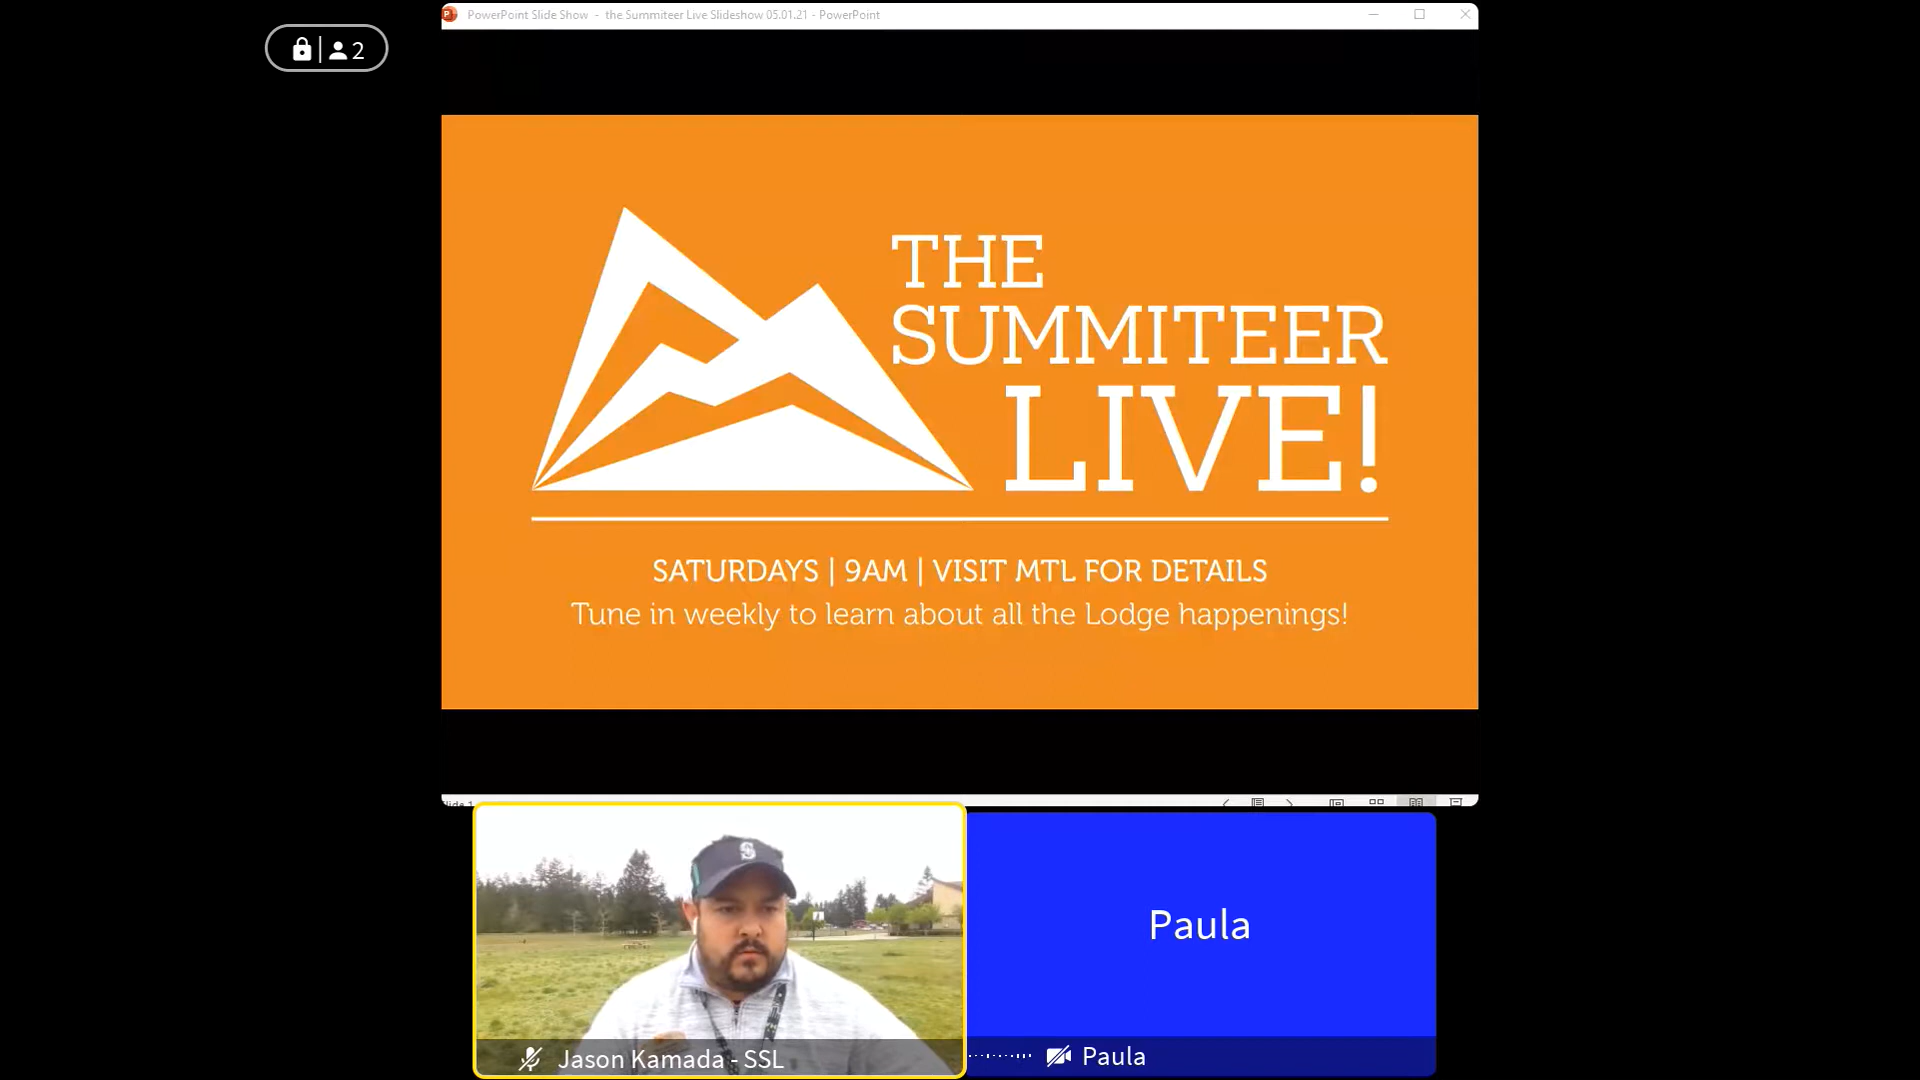 PowerPoint Slide Show - the Summiteer Live Slideshow 05.01.21 - PowerPoint
2
THE
SUMMITEER
LIVE!
SATURDAYS | 9AM | VISIT MTL FOR DETAILS
Tune in weekly to learn about all the Lodge happenings!
S
Paula
Jason Kamada - SSL
Paula